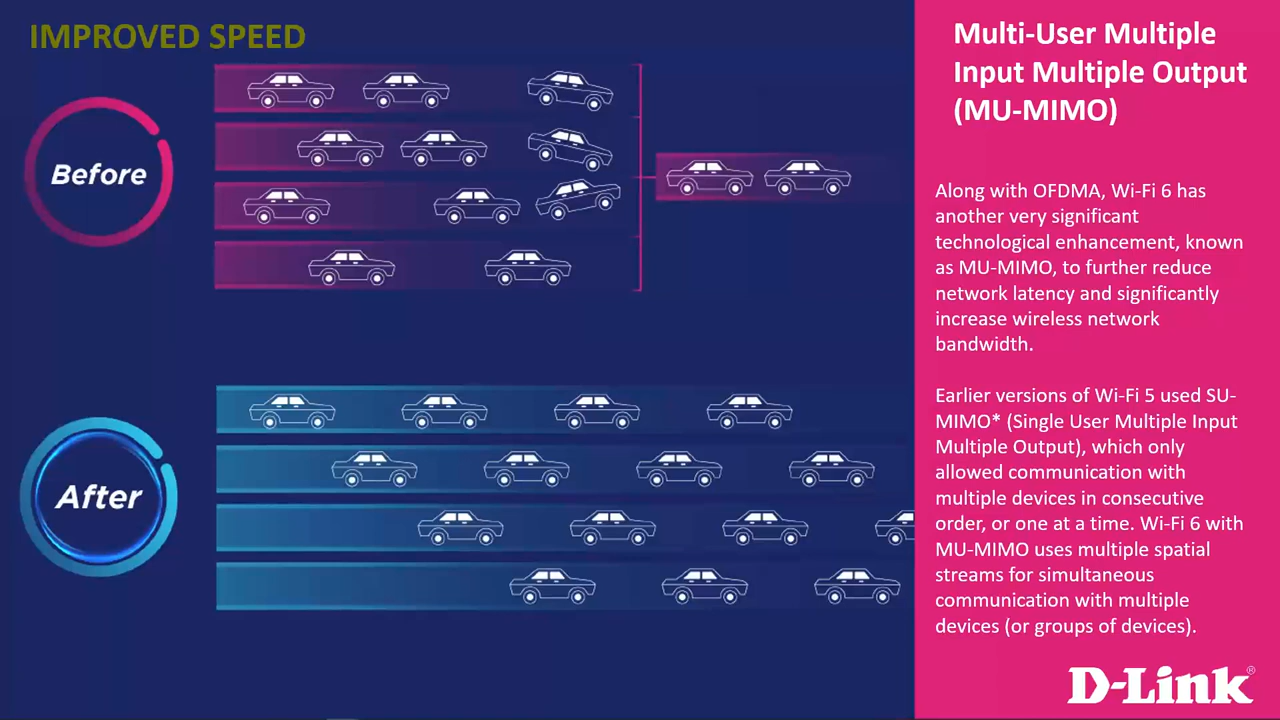 IMPROVED SPEED
Before
After
Multi-User Multiple
Input Multiple Output
(MU-MIMO)
Along with OFDMA, Wi-Fi 6 has
another very significant
technological enhancement, known
as MU-MIMO, to further reduce
network latency and significantly
increase wireless network
bandwidth.
Earlier versions of Wi-Fi 5 used SU-
MIMO* (Single User Multiple Input
Multiple Output), which only
allowed communication with
multiple devices in consecutive
order, or one at a time. Wi-Fi 6 with
MU-MIMO uses multiple spatial
streams for simultaneous
communication with multiple
devices (or groups of devices).
D-Link®